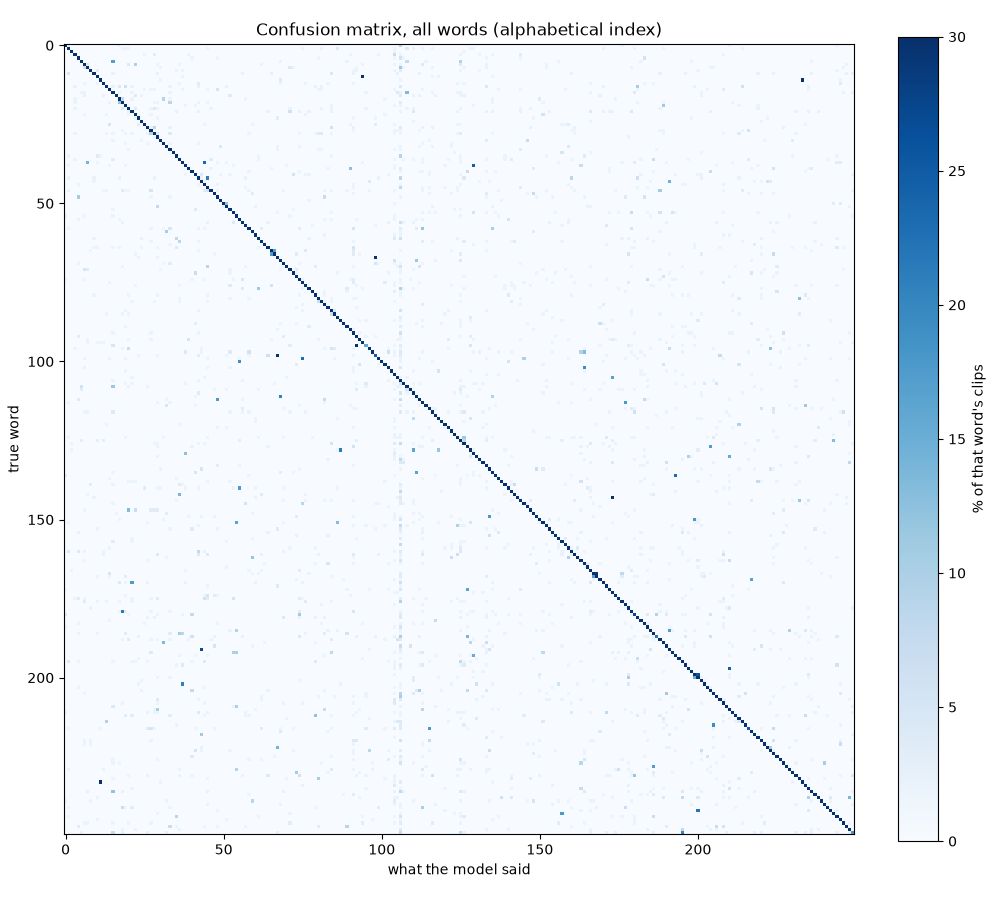 Confusion matrix, all words (alphabetical index)
0
50
100
150
200
true word
0 50 100 150 200
what the model said
30
25
20
15
10
5
0
% of that word's clips